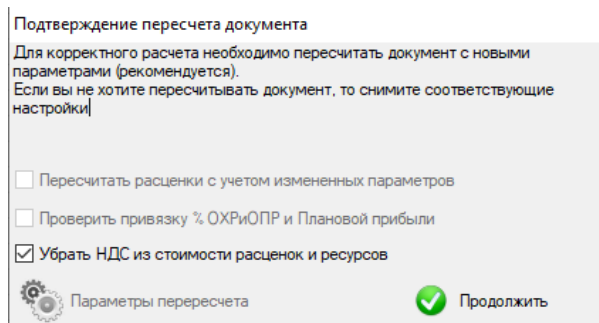 Подтверждение пересчета документа
Для корректного расчета необходимо пересчитать документ с новыми
параметрами (рекомендуется).
Если вы не хотите пересчитывать документ, то снимите соответствующие
настройки
Пересчитать расценки с учетом измененных параметров
Проверить привязку % ОХРиОПР и Плановой прибыли
Убрать НДС из стоимости расценок и ресурсов
Параметры перересчета
Продолжить